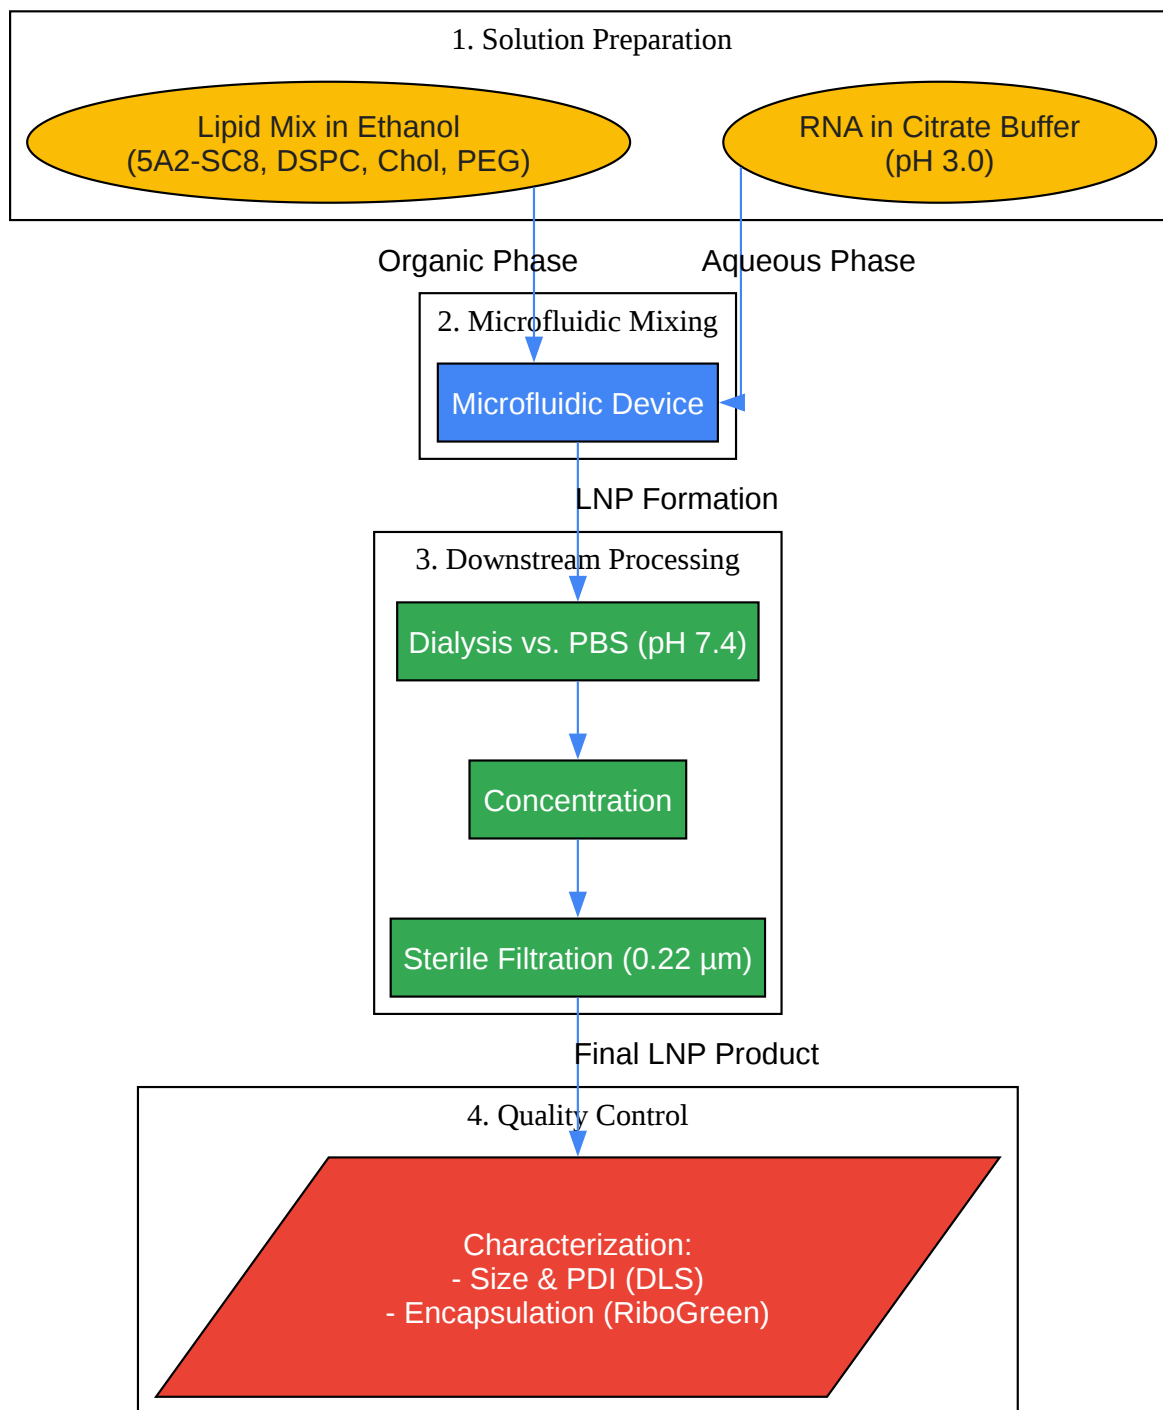 1. Solution Preparation
Lipid Mix in Ethanol
(5A2-SC8, DSPC, Chol, PEG)
RNA in Citrate Buffer
(pH 3.0)
Organic Phase
Aqueous Phase
2. Microfluidic Mixing
Microfluidic Device
LNP Formation
3. Downstream Processing
Dialysis vs. PBS (pH 7.4)
Concentration
Sterile Filtration (0.22 µm)
Final LNP Product
4. Quality Control
Characterization:
- Size & PDI (DLS)
- Encapsulation (RiboGreen)